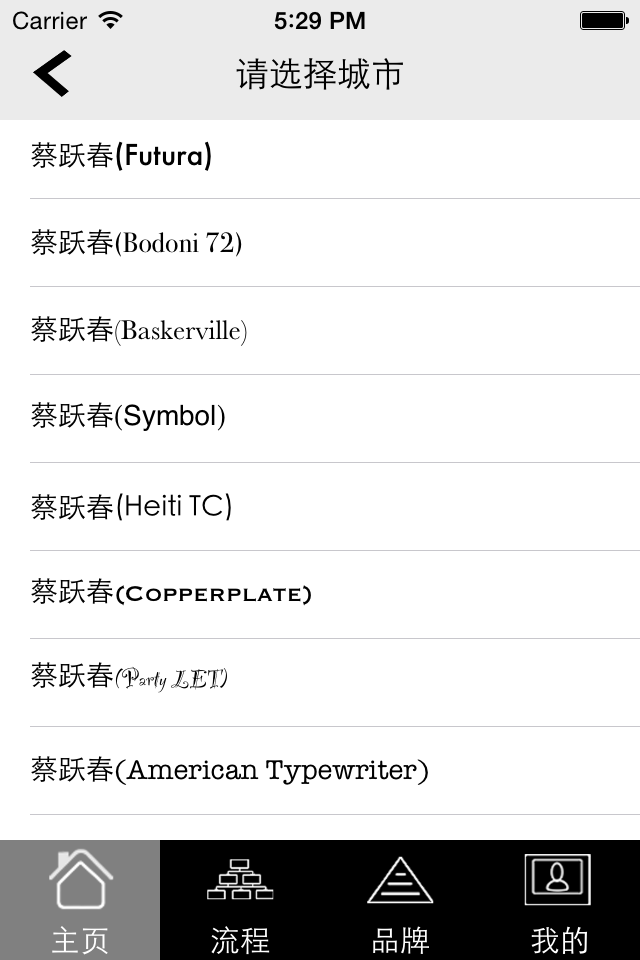 Carrier 5:29 PM
请选择城市
蔡跃春(Futura)
蔡跃春(Bodoni 72)
蔡跃春(Baskerville)
蔡跃春(Symbol)
蔡跃春(Heiti TC)
蔡跃春(COPPERPLATE)
蔡跃春(Party LET)
蔡跃春(American Typewriter)
主页 流程 品牌 我的